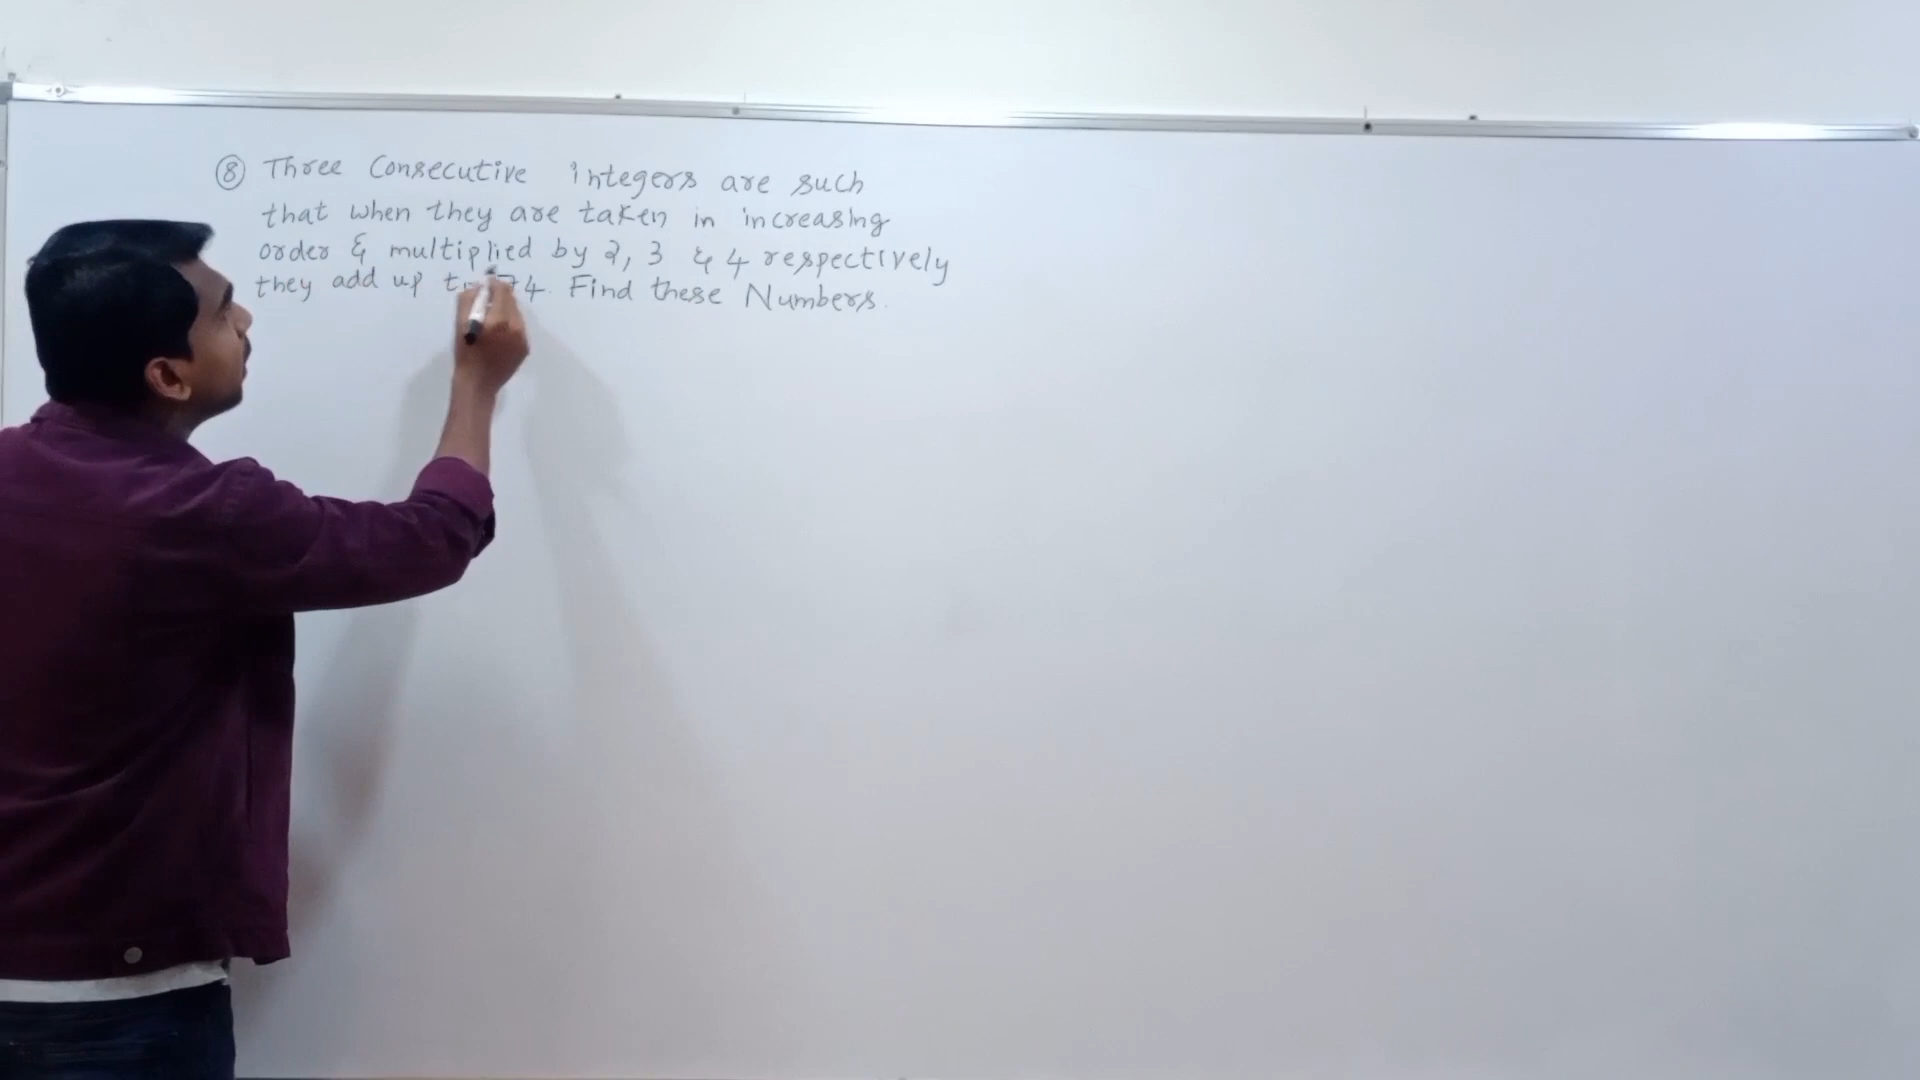 ⑧ Three Consecutive integers are such
that when they are taken in increasing
order & multiplied by 2, 3 & 4 respectively
they add up 74. Find these Numbers.